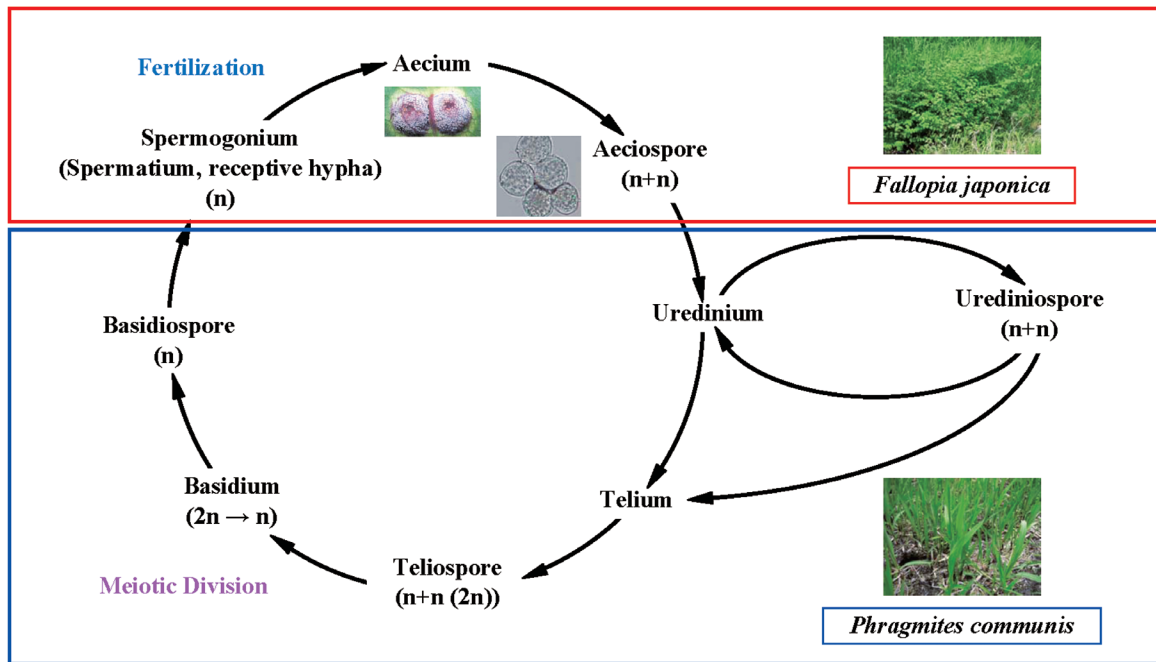 Fertilization
Aecium
Spermogonium
(Spermatium, receptive hypha)
(n)
Aeciospore
(n+n)
Fallopia japonica
Uredinium
Urediniospore
(n+n)
Basidiospore
(n)
Basidium
(2n → n)
Telium
Meiotic Division
Teliospore
(n+n (2n))
Phragmites communis